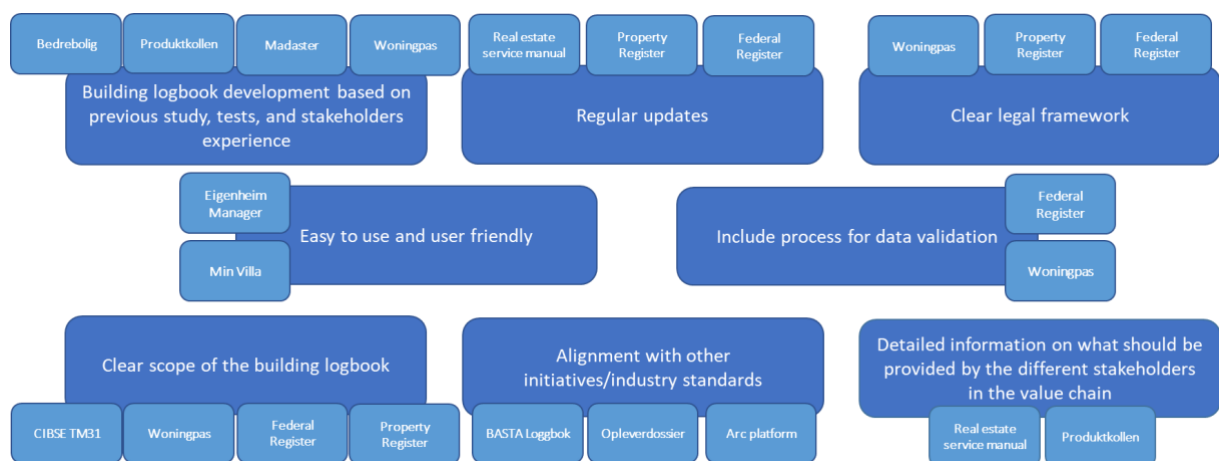 Bedrebolig
Produktkollen
Madaster
Woningpas
Building logbook development based on
previous study, tests, and stakeholders
experience
Real estate
service manual
Property
Register
Federal
Register
Regular updates
Woningpas
Property
Register
Federal
Register
Clear legal framework
Eigenheim
Manager
Min Villa
Easy to use and user friendly
Include process for data validation
Federal
Register
Woningpas
Clear scope of the building logbook
CIBSE TM31
Woningpas
Federal
Register
Property
Register
Alignment with other
initiatives/industry standards
BASTA Loggbok
Opleverdossier
Arc platform
Detailed information on what should be
provided by the different stakeholders
in the value chain
Real estate
service manual
Produktkollen